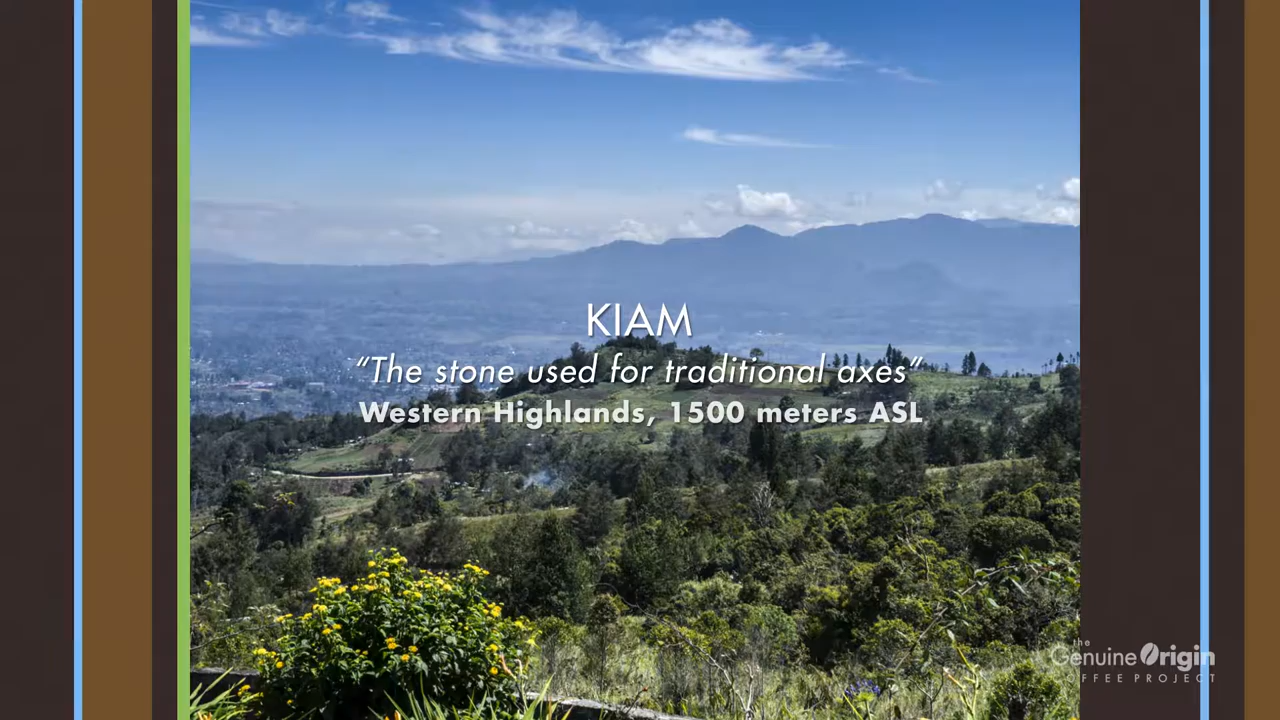 KIAM
“The stone used for traditional axes”
Western Highlands, 1500 meters ASL
the
Genuine Origin
COFFEE PROJECT